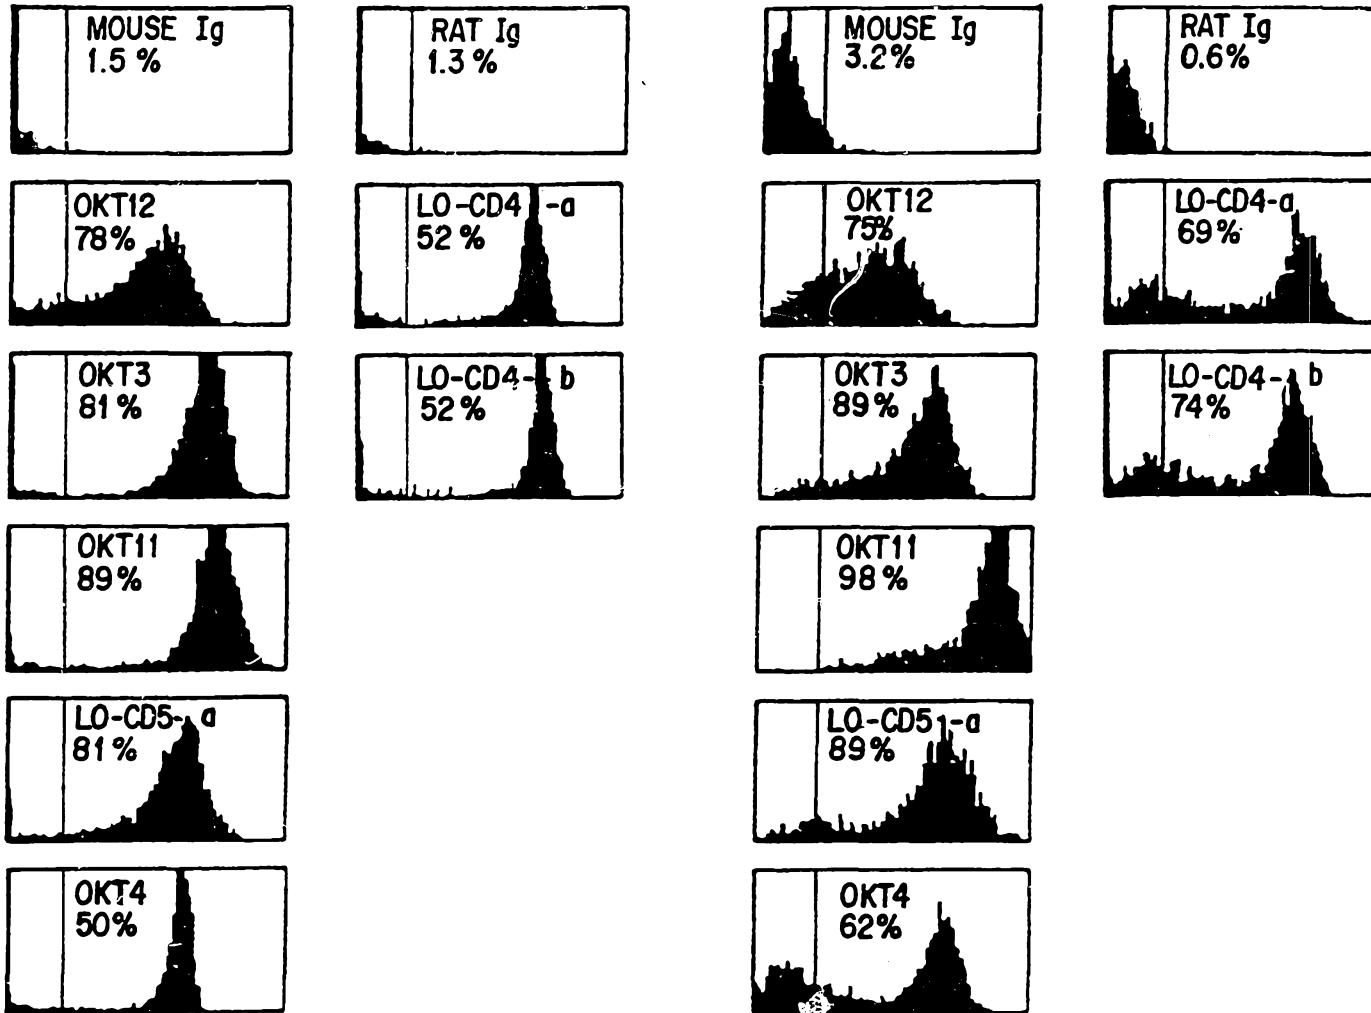 MOUSE Ig
1.5 %
RAT Ig
1.3 %
MOUSE Ig
3.2%
RAT Ig
0.6%
OKT12
78%
LO-CD4 -a
52 %
OKT12
75%
LO-CD4-a
69%
OKT3
81 %
LO-CD4- b
52 %
OKT3
89%
LO-CD4- b
74%
OKT11
89%
OKT11
98 %
LO-CD5- a
81 %
LO-CD5 -a
89%
OKT4
50%
OKT4
62%